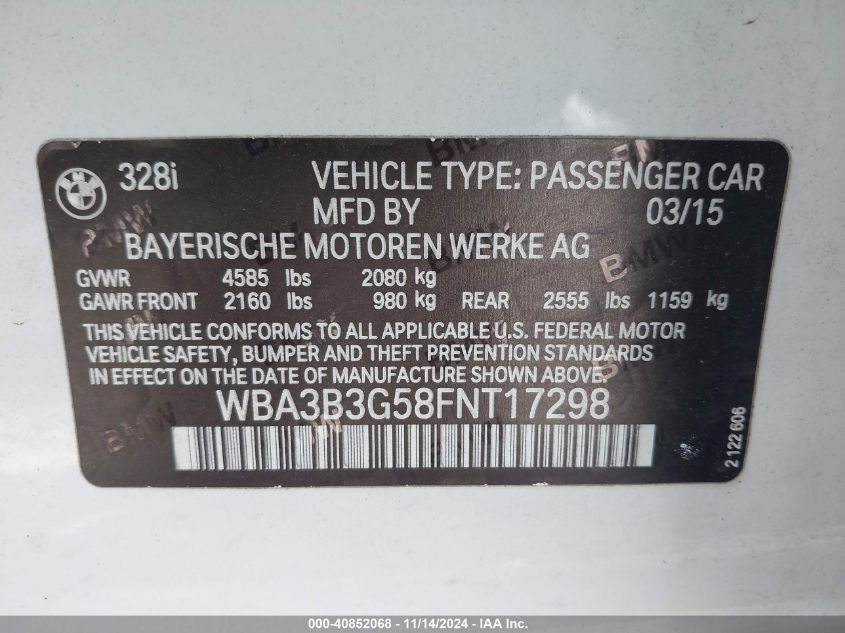 328i VEHICLE TYPE: PASSENGER CAR
MFD BY 03/15
BAYERISCHE MOTOREN WERKE AG
GVWR 4585 lbs 2080 kg
GAWR FRONT 2160 lbs 980 kg REAR 2555 lbs 1159 kg
THIS VEHICLE CONFORMS TO ALL APPLICABLE U.S. FEDERAL MOTOR
VEHICLE SAFETY, BUMPER AND THEFT PREVENTION STANDARDS
IN EFFECT ON THE DATE OF MANUFACTURE SHOWN ABOVE.
WBA3B3G58FNT17298
2 122 606
000-40852068 - 11/14/2024 - IAA Inc.